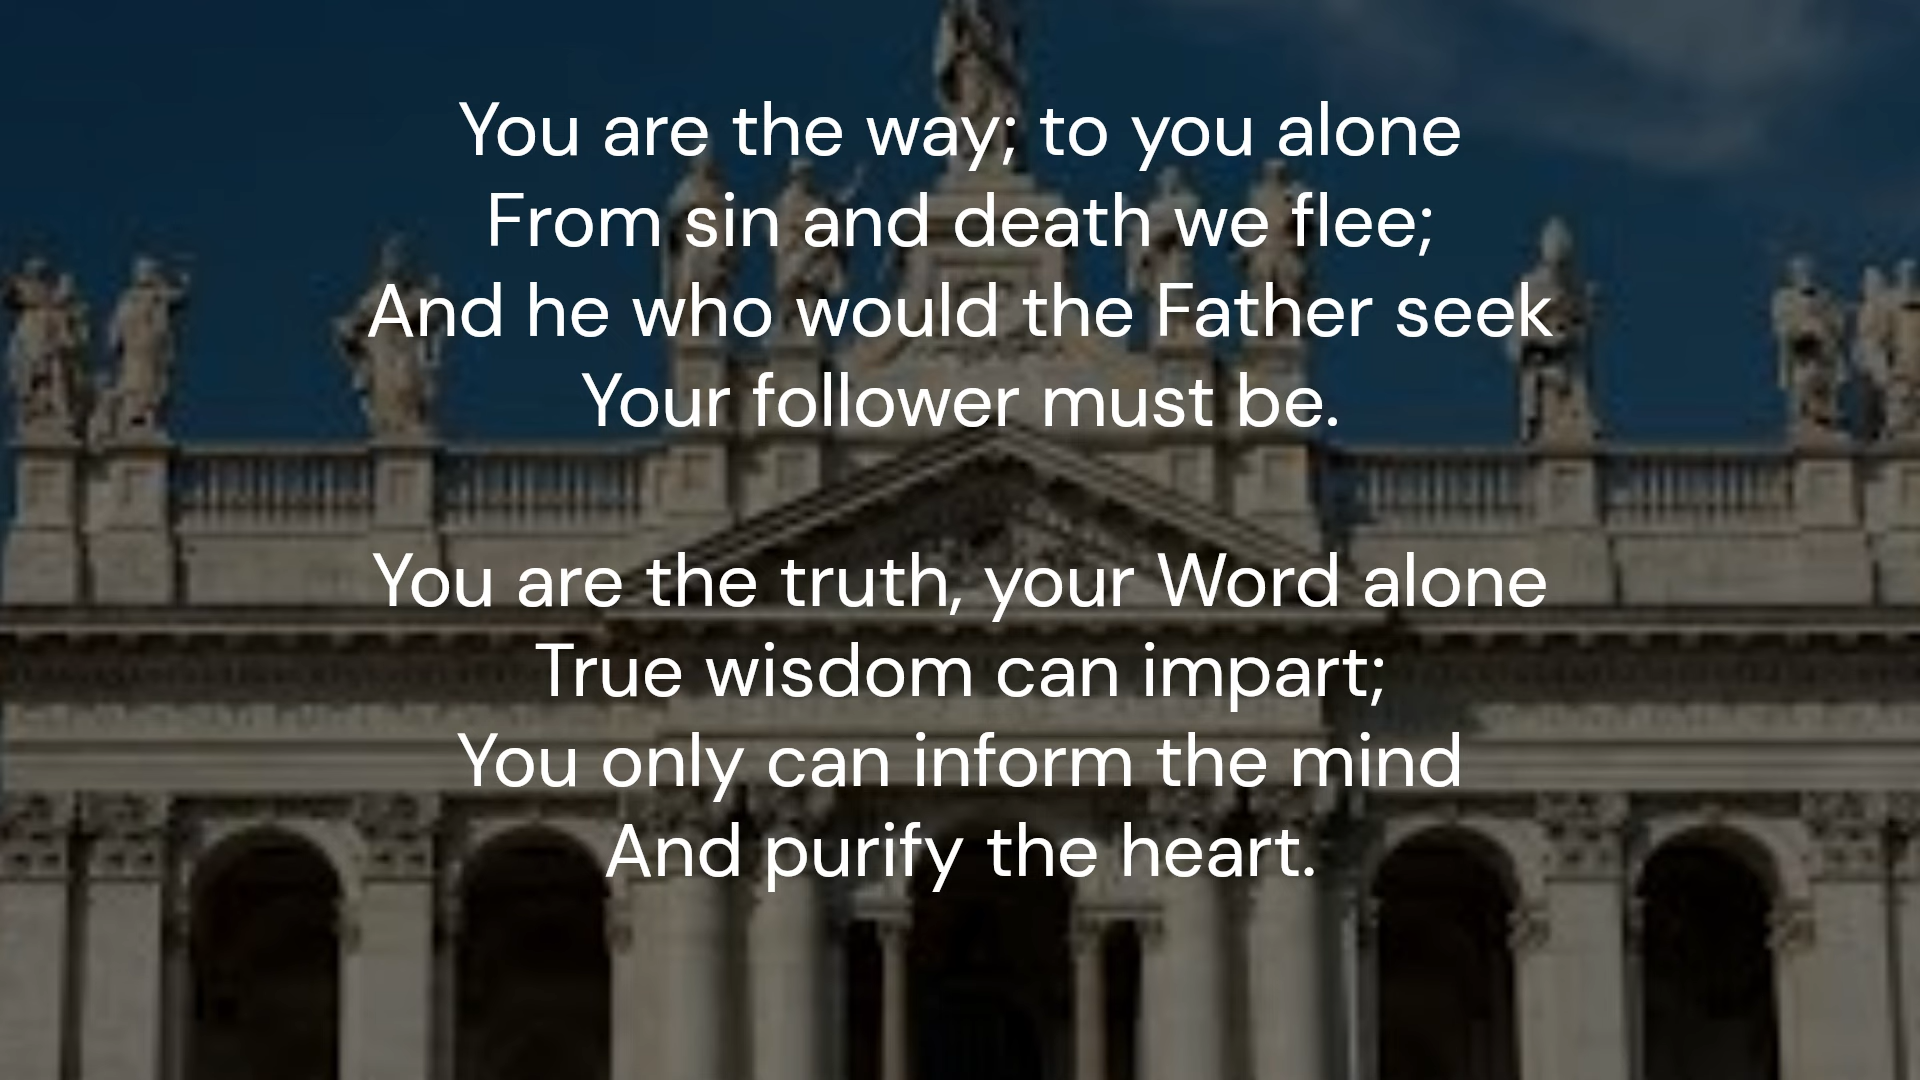 You are the way; to you alone
From sin and death we flee;
And he who would the Father seek
Your follower must be.
You are the truth, your Word alone
True wisdom can impart;
You only can inform the mind
And purify the heart.